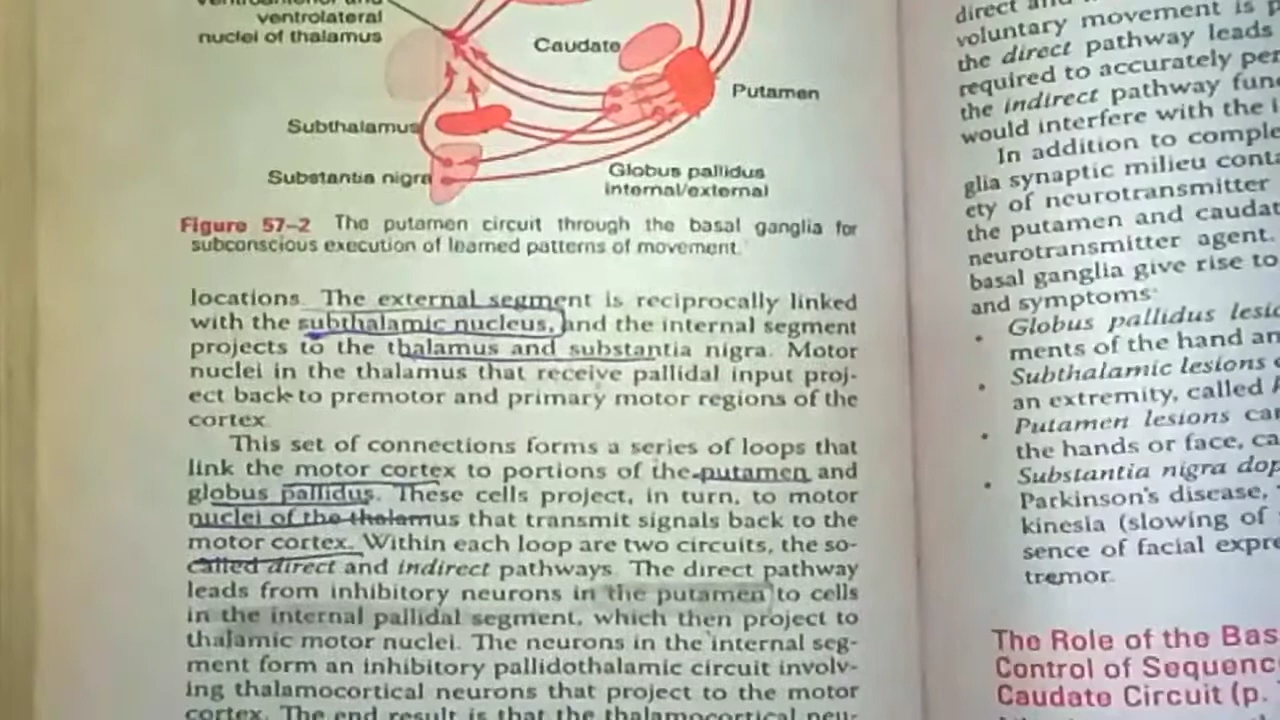 ventrolateral
nuclei of thalamus
Caudate
Putamen
Subthalamus
Substantia nigra
Globus pallidus
internal/external
Figure 57–2 The putamen circuit through the basal ganglia for
subconscious execution of learned patterns of movement.
locations. The external segment is reciprocally linked
with the subthalamic nucleus, and the internal segment
projects to the thalamus and substantia nigra. Motor
nuclei in the thalamus that receive pallidal input proj-
ect back to premotor and primary motor regions of the
cortex.
This set of connections forms a series of loops that
link the motor cortex to portions of the putamen and
globus pallidus. These cells project, in turn, to motor
nuclei of the thalamus that transmit signals back to the
motor cortex. Within each loop are two circuits, the so-
called direct and indirect pathways. The direct pathway
leads from inhibitory neurons in the putamen to cells
in the internal pallidal segment, which then project to
thalamic motor nuclei. The neurons in the internal seg-
ment form an inhibitory pallidothalamic circuit involv-
ing thalamocortical neurons that project to the motor
cortex. The end result is that the thalamocortical neu-
direct
voluntary movement is
the direct pathway leads
required to accurately
the indirect pathway
would interfere with the
In addition to
glia synaptic milieu
of neurotransmitter
the putamen and
neurotransmitter agent.
basal ganglia give rise to
and symptoms:
• Globus pallidus
ments of the hand
• Subthalamic lesions
an extremity, called
• Putamen lesions
the hands or face,
• Substantia nigra
Parkinson's disease,
kinesia (slowing of
sence of facial
tremor.
The Role of the
Control of
Caudate Circuit (p.